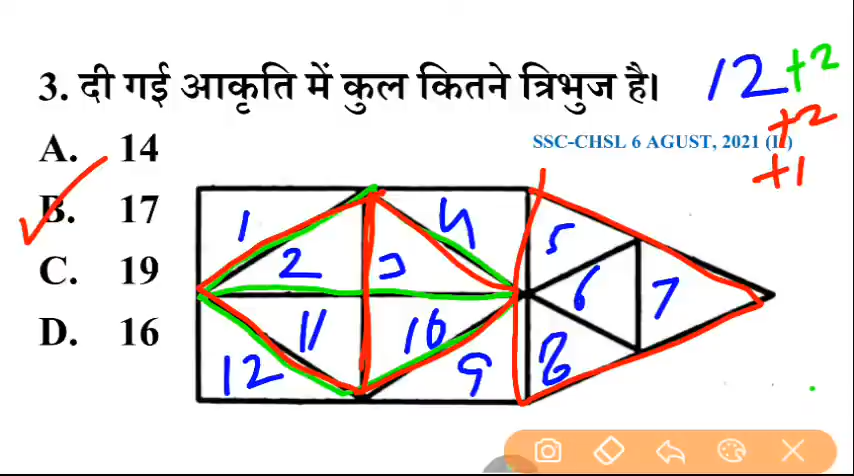 3. दी गई आकृति में कुल कितने त्रिभुज है।
12 +2
+2
+1
SSC-CHSL 6 AGUST, 2021 (II)
A. 14
B. 17
C. 19
D. 16
1
2
3
4
5
6
7
8
9
10
11
12